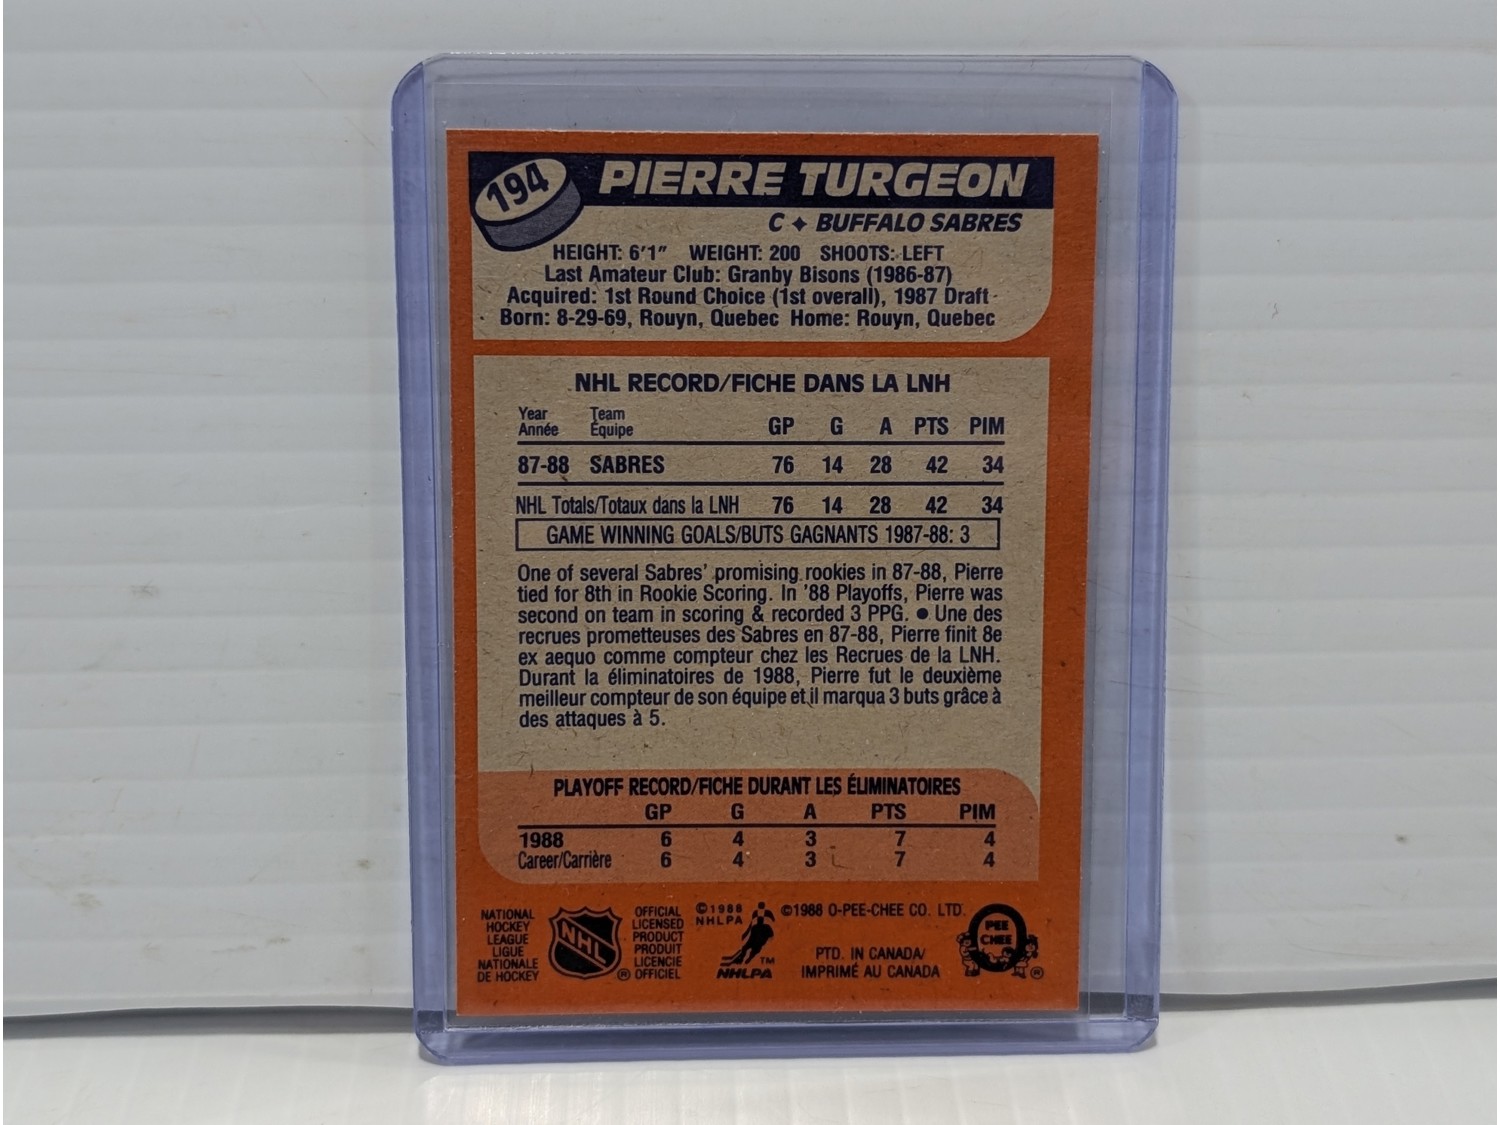 194
PIERRE TURGEON
C ✦ BUFFALO SABRES
HEIGHT: 6'1" WEIGHT: 200 SHOOTS: LEFT
Last Amateur Club: Granby Bisons (1986-87)
Acquired: 1st Round Choice (1st overall), 1987 Draft
Born: 8-29-69, Rouyn, Quebec Home: Rouyn, Quebec
NHL RECORD/FICHE DANS LA LNH
Year Team
Année Équipe GP G A PTS PIM
87-88 SABRES 76 14 28 42 34
NHL Totals/Totaux dans la LNH 76 14 28 42 34
GAME WINNING GOALS/BUTS GAGNANTS 1987-88: 3
One of several Sabres' promising rookies in 87-88, Pierre
tied for 8th in Rookie Scoring. In '88 Playoffs, Pierre was
second on team in scoring & recorded 3 PPG. ● Une des
recrues prometteuses des Sabres en 87-88, Pierre finit 8e
ex aequo comme compteur chez les Recrues de la LNH.
Durant la éliminatoires de 1988, Pierre fut le deuxième
meilleur compteur de son équipe et il marqua 3 buts grâce à
des attaques à 5.
PLAYOFF RECORD/FICHE DURANT LES ÉLIMINATOIRES
GP G A PTS PIM
1988 6 4 3 7 4
Career/Carrière 6 4 3 7 4
NATIONAL
HOCKEY
LEAGUE
LIGUE
NATIONALE
DE HOCKEY
NHL
®
OFFICIAL
LICENSED
PRODUCT
PRODUIT
LICENCIE
OFFICIEL
©1988
NHLPA
TM
NHLPA
©1988 O-PEE-CHEE CO. LTD.
PTD. IN CANADA/
IMPRIMÉ AU CANADA
PEE
CHEE
®